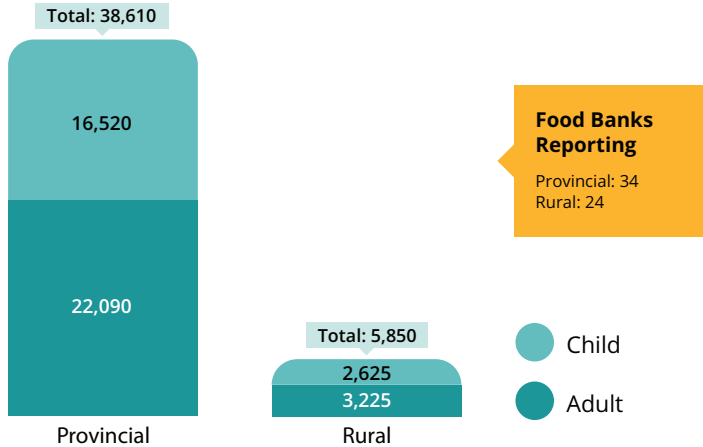 Total: 38,610
16,520
22,090
Provincial
Total: 5,850
2,625
3,225
Rural
Food Banks
Reporting
Provincial: 34
Rural: 24
Child
Adult